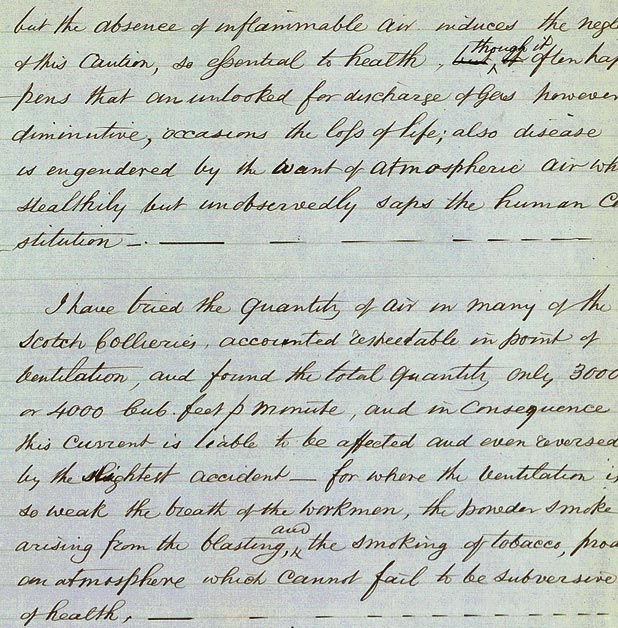 but the absence of inflammable air induces the negl
of this Caution, so essential to health, though it often hap
pens that an unlooked for discharge of Gas however
diminutive, occasions the loss of life; also disease
is engendered by the want of atmospheric air wh
stealthily but unobservedly saps the human Co
stitution —. —— — —— — — — —
I have tried the quantity of air in many of the
Scotch Collieries, accounted respectable in point of
Ventilation, and found the total quantity only 3000
or 4000 Cub. feet p Minute, and in Consequence
this current is liable to be affected and even reversed
by the slightest accident — for where the Ventilation is
so weak the breath of the workmen, the powder smoke
arising from the blasting, and the smoking of tobacco, prod
an atmosphere which Cannot fail to be subversive
of health, — —— — — — — — —